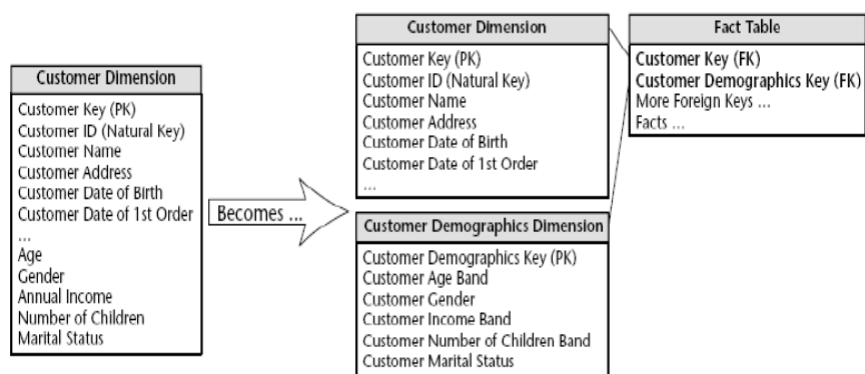 Customer Dimension
Customer Key (PK)
Customer ID (Natural Key)
Customer Name
Customer Address
Customer Date of Birth
Customer Date of 1st Order
...
Age
Gender
Annual Income
Number of Children
Marital Status
Becomes ...
Customer Dimension
Customer Key (PK)
Customer ID (Natural Key)
Customer Name
Customer Address
Customer Date of Birth
Customer Date of 1st Order
...
Customer Demographics Dimension
Customer Demographics Key (PK)
Customer Age Band
Customer Gender
Customer Income Band
Customer Number of Children Band
Customer Marital Status
Fact Table
Customer Key (FK)
Customer Demographics Key (FK)
More Foreign Keys ...
Facts ...